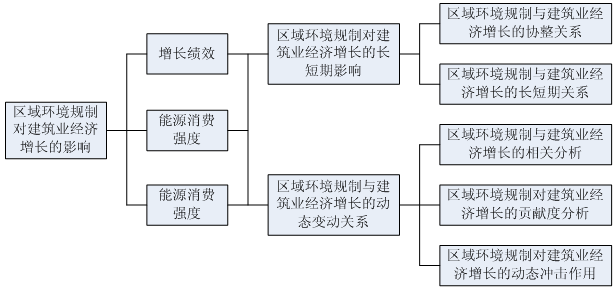 区域环境规制
对建筑业经济
增长的影响
增长绩效
能源消费
强度
能源消费
强度
区域环境规制对建
筑业经济增长的长
短期影响
区域环境规制与建
筑业经济增长的动
态变动关系
区域环境规制与建筑业经
济增长的协整关系
区域环境规制与建筑业经
济增长的长短期关系
区域环境规制与建筑业经
济增长的相关分析
区域环境规制对建筑业经
济增长的贡献度分析
区域环境规制对建筑业经
济增长的动态冲击作用